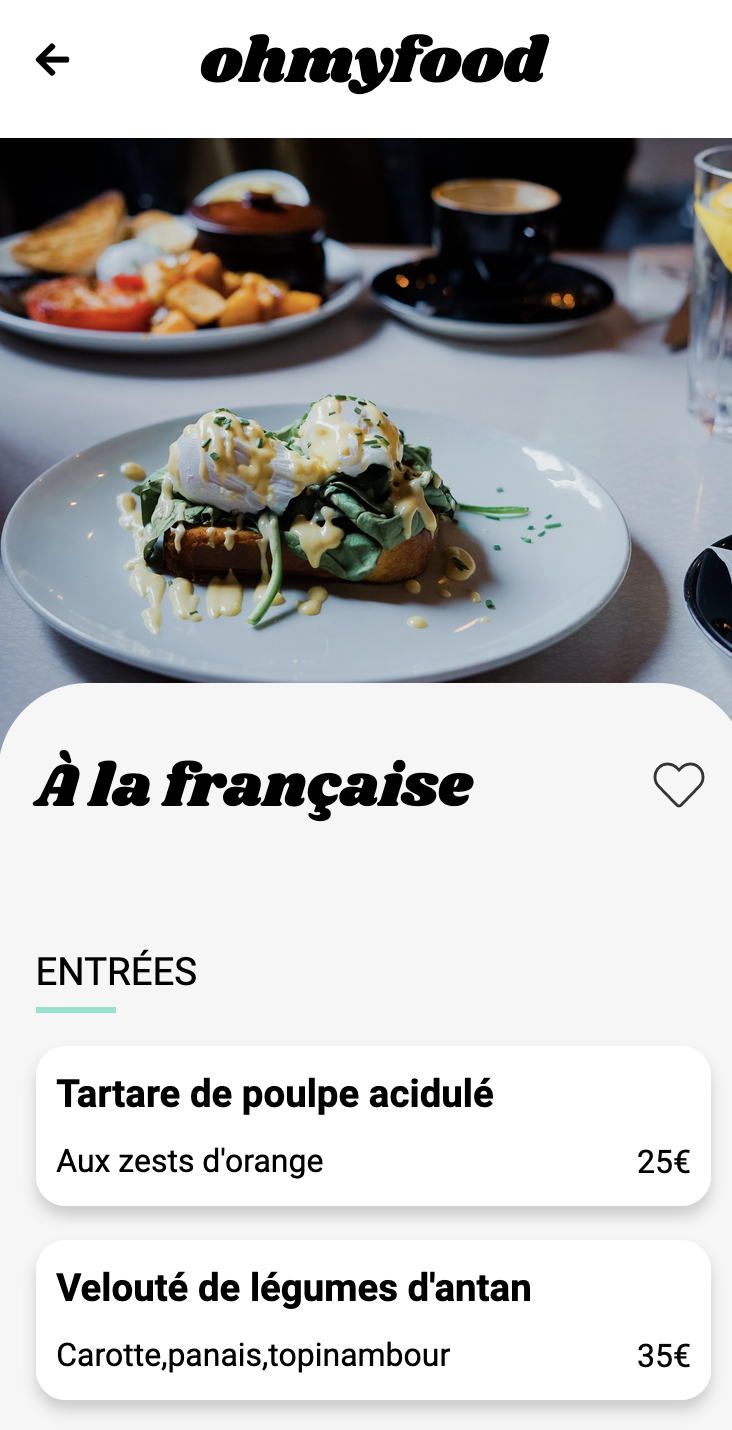 ohmyfood
À la française
ENTRÉES
Tartare de poulpe acidulé
Aux zests d'orange 25€
Velouté de légumes d'antan
Carotte,panais,topinambour 35€